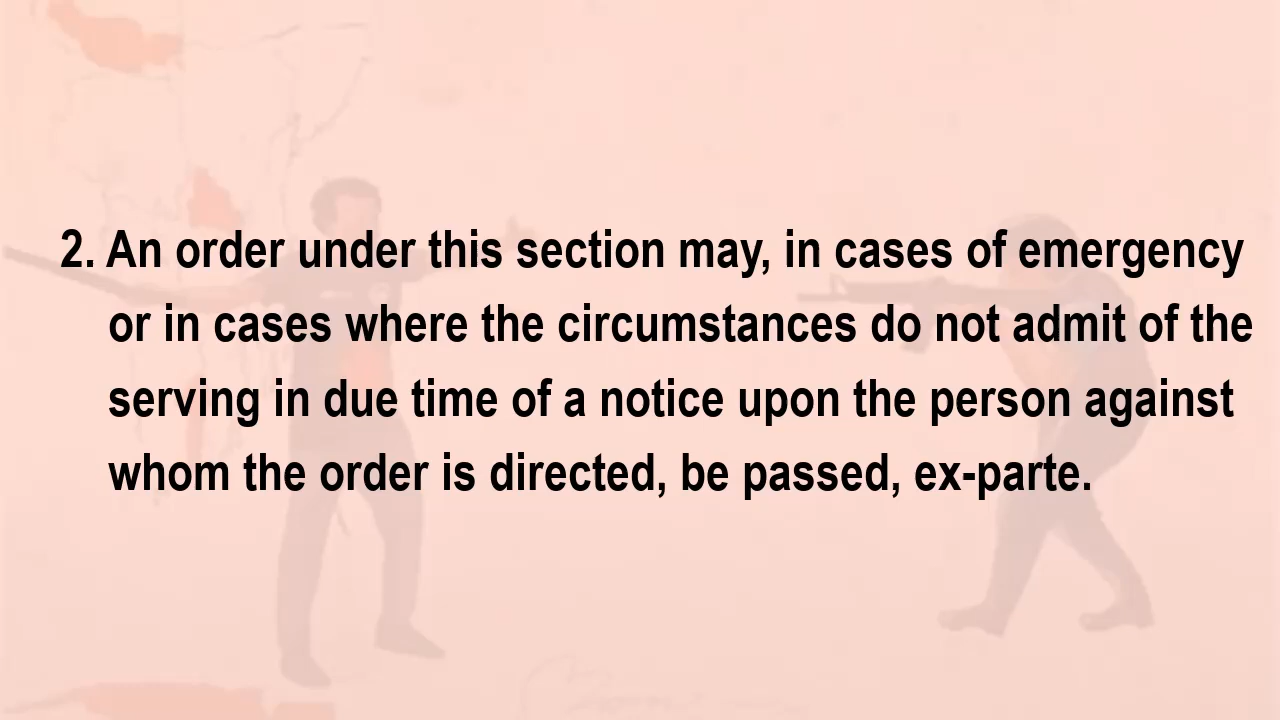 2. An order under this section may, in cases of emergency
or in cases where the circumstances do not admit of the
serving in due time of a notice upon the person against
whom the order is directed, be passed, ex-parte.